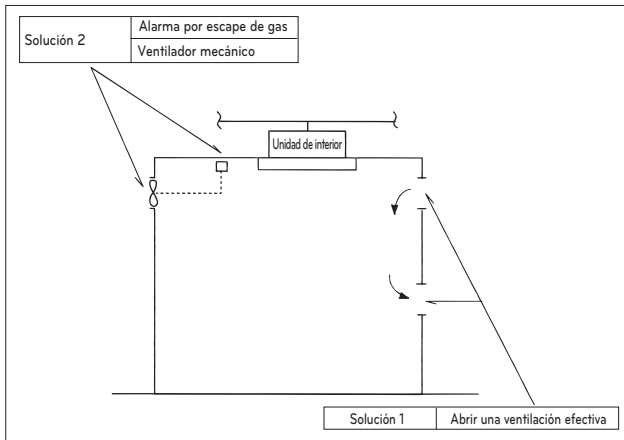 Solución 2
Alarma por escape de gas
Ventilador mecánico
Unidad de interior
Solución 1
Abrir una ventilación efectiva